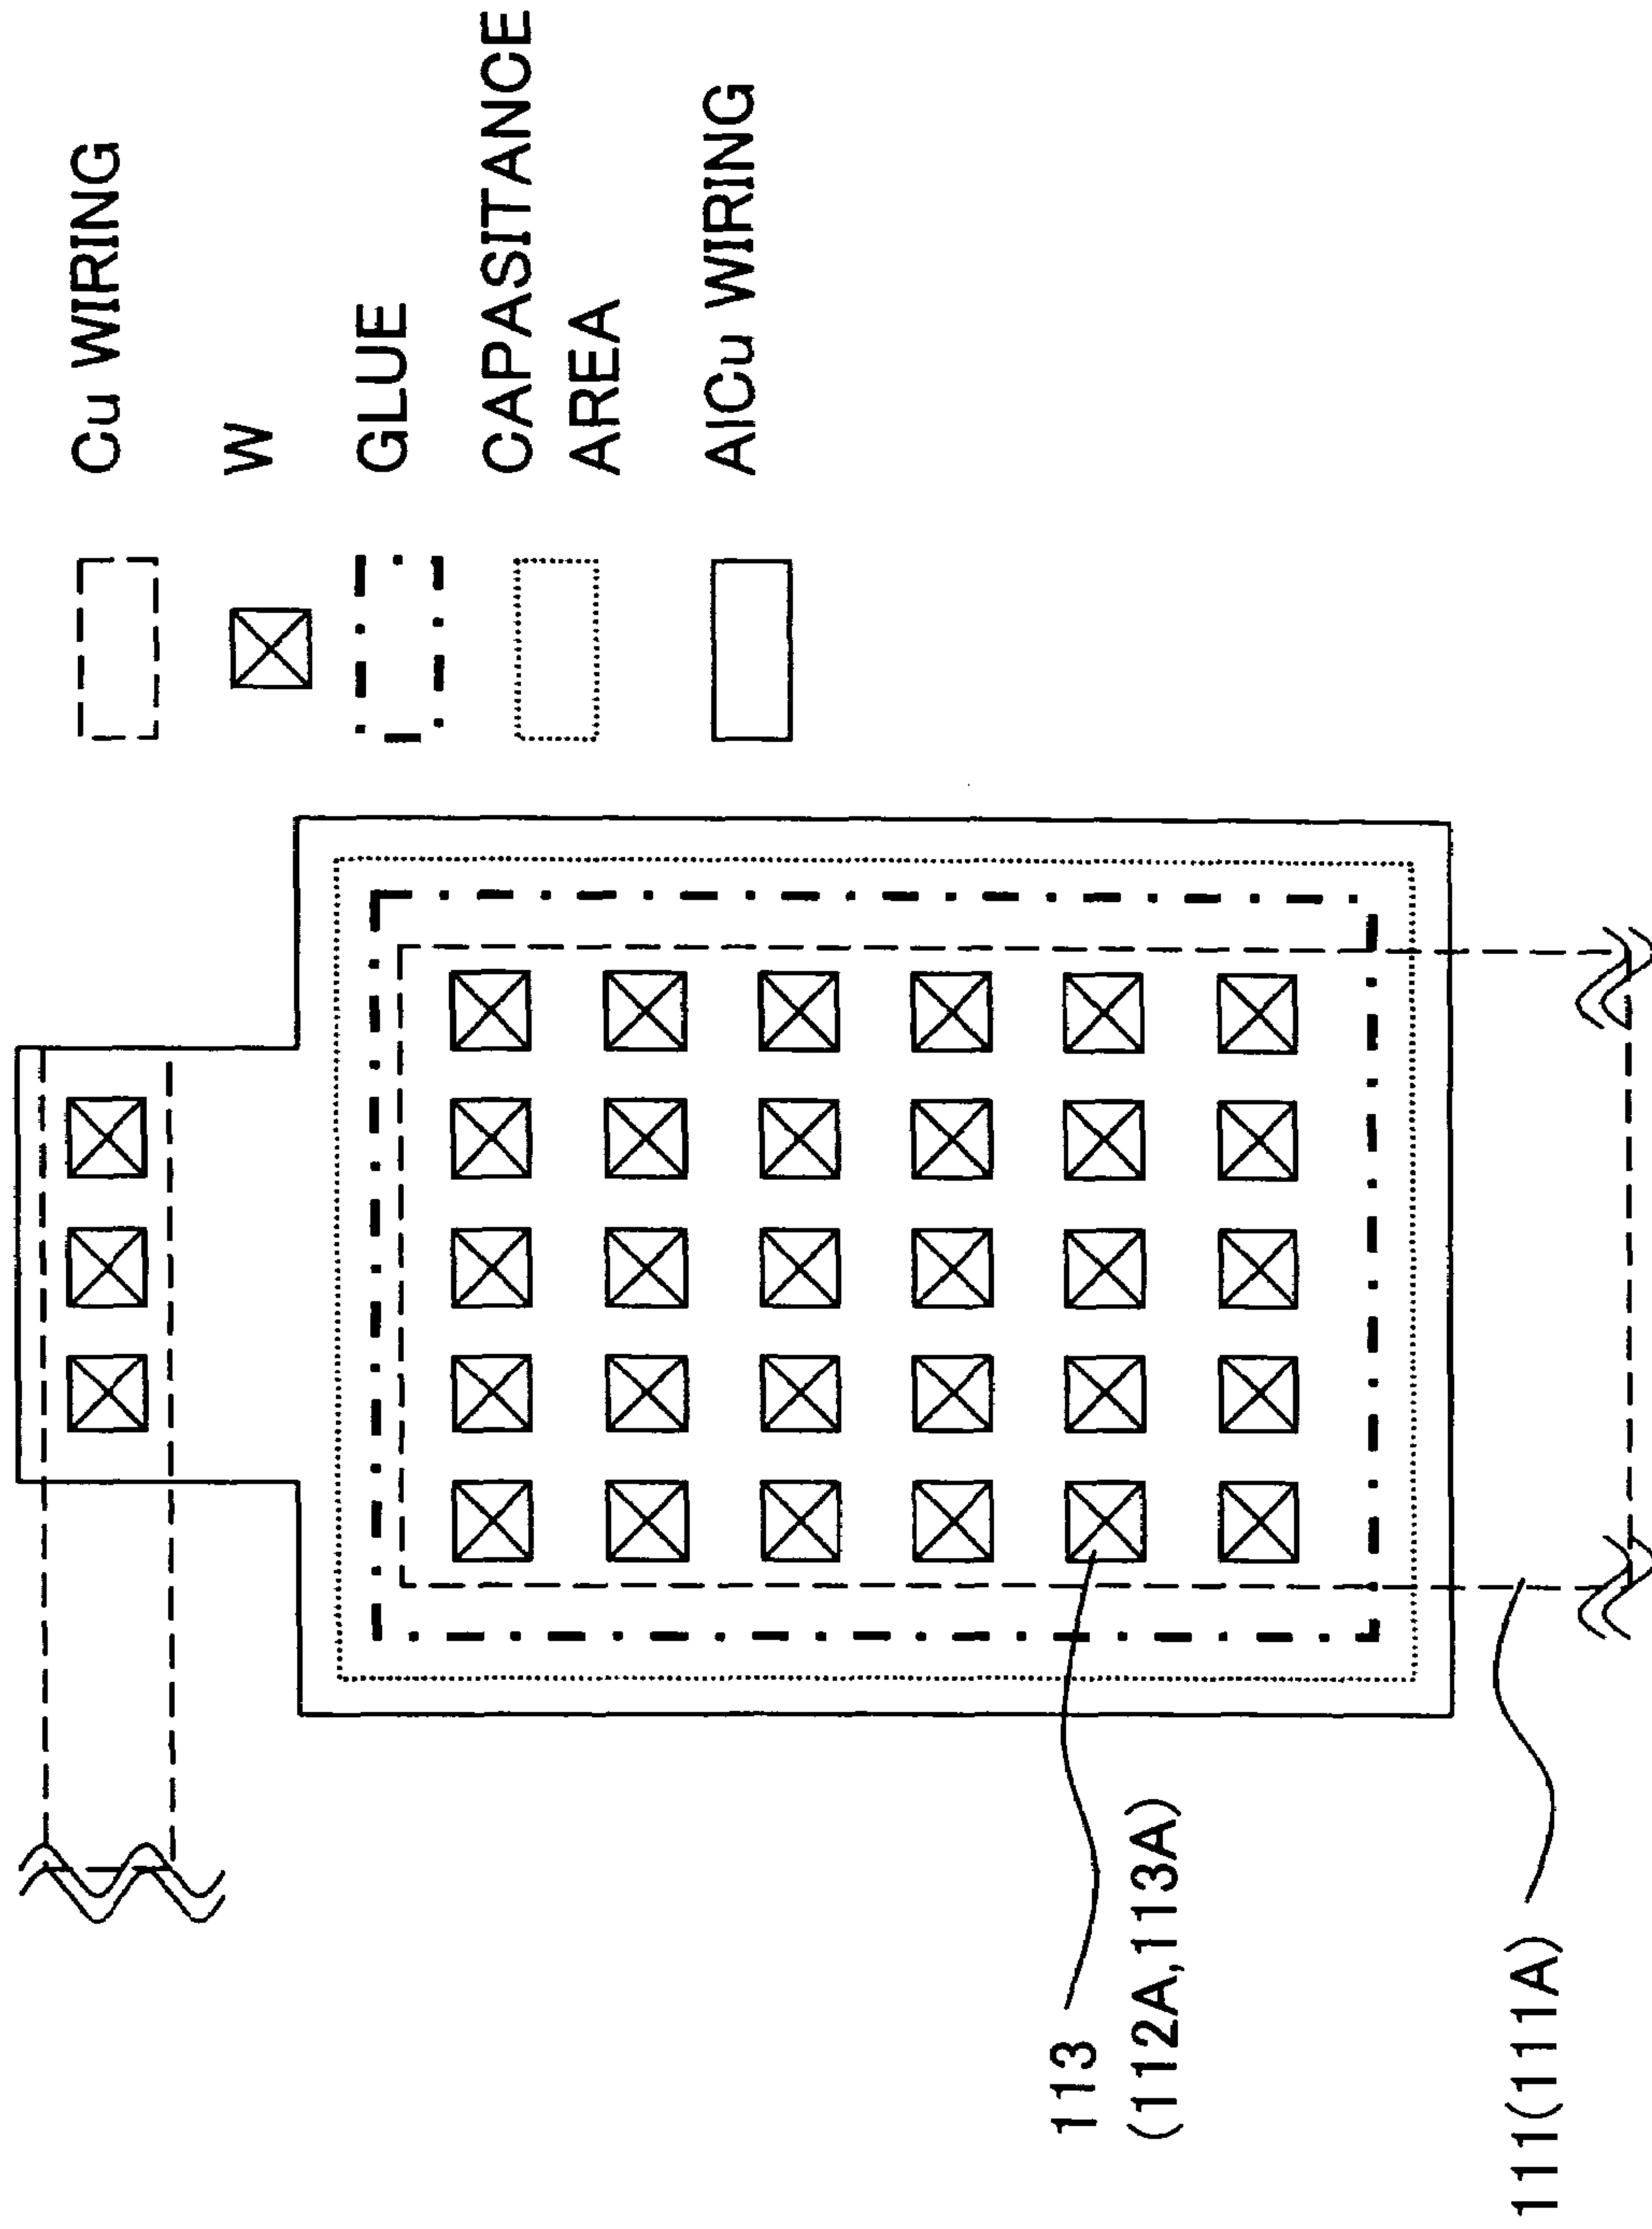 Cu WIRING
W
GLUE
CAPASITANCE
AREA
AlCu WIRING
113
(112A,113A)
111(111A)